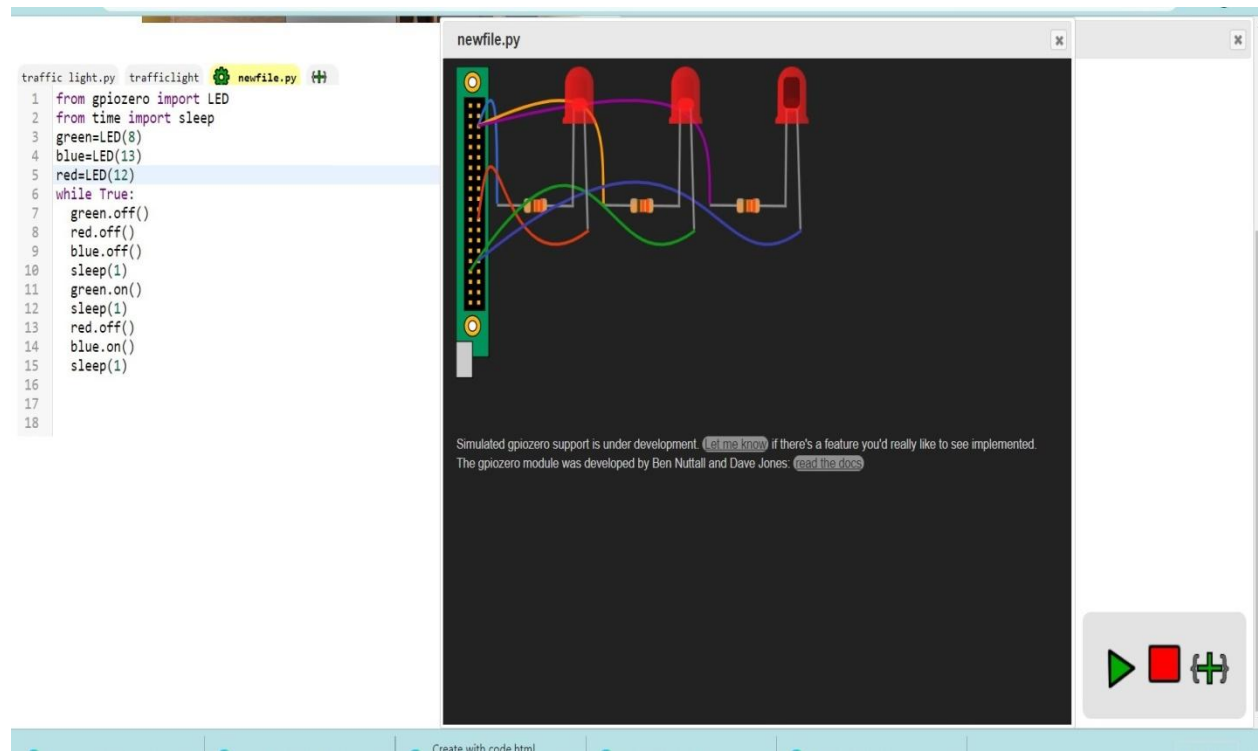 newfile.py
traffic light.py trafficlight newfile.py
1 from gpiozero import LED
2 from time import sleep
3 green=LED(8)
4 blue=LED(13)
5 red=LED(12)
6 while True:
7   green.off()
8   red.off()
9   blue.off()
10   sleep(1)
11   green.on()
12   sleep(1)
13   red.off()
14   blue.on()
15   sleep(1)
16
17
18
Simulated gpiozero support is under development. Let me know if there's a feature you'd really like to see implemented.
The gpiozero module was developed by Ben Nuttall and Dave Jones: read the docs
Create with code html